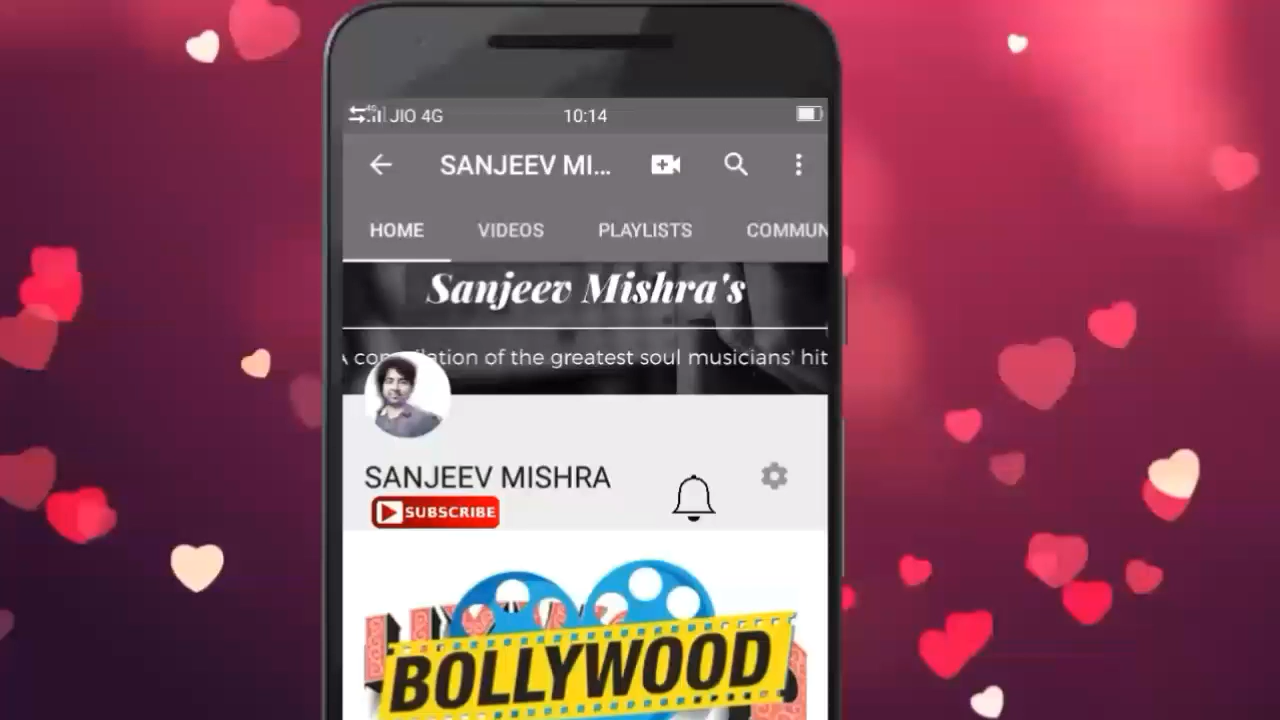 4G JIO 4G 10:14
SANJEEV MI...
HOME VIDEOS PLAYLISTS COMMUN
Sanjeev Mishra's
of the greatest soul musicians' hit
SANJEEV MISHRA
SUBSCRIBE
BOLLYWOOD